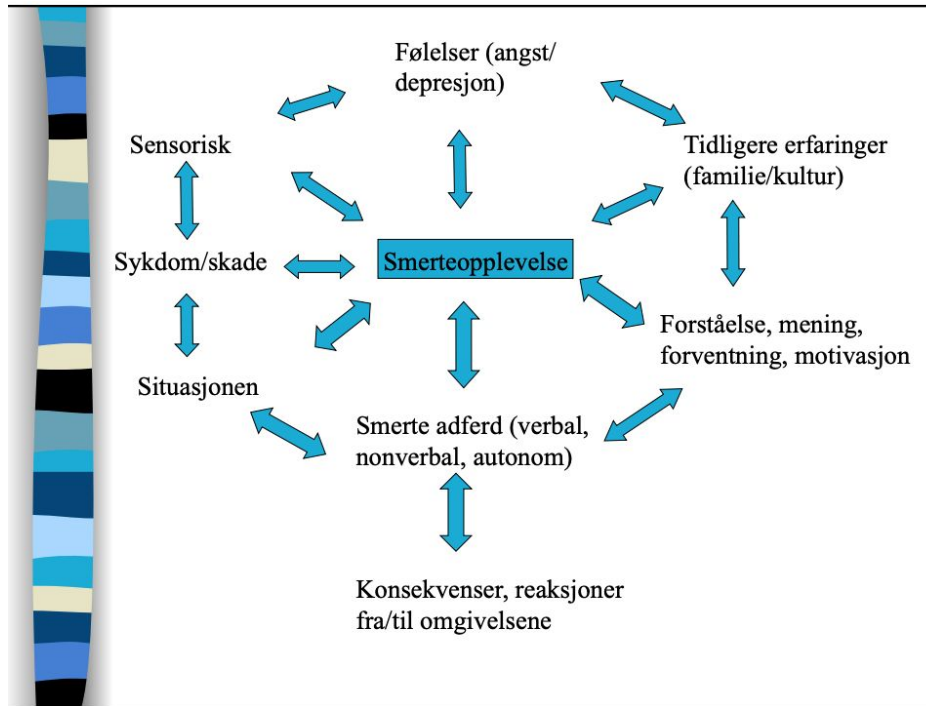 Følelser (angst/
depresjon)
Sensorisk
Tidligere erfaringer
(familie/kultur)
Sykdom/skade
Smerteopplevelse
Forståelse, mening,
forventning, motivasjon
Situasjonen
Smerte adferd (verbal,
nonverbal, autonom)
Konsekvenser, reaksjoner
fra/til omgivelsene